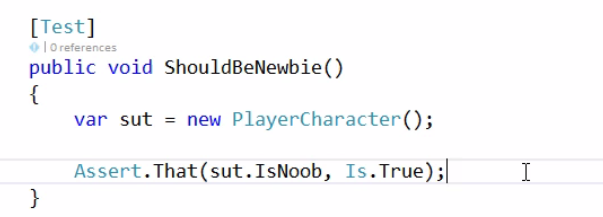 [Test]
| 0 references
public void ShouldBeNewbie()
{
var sut = new PlayerCharacter();
Assert.That(sut.IsNoob, Is.True);
}